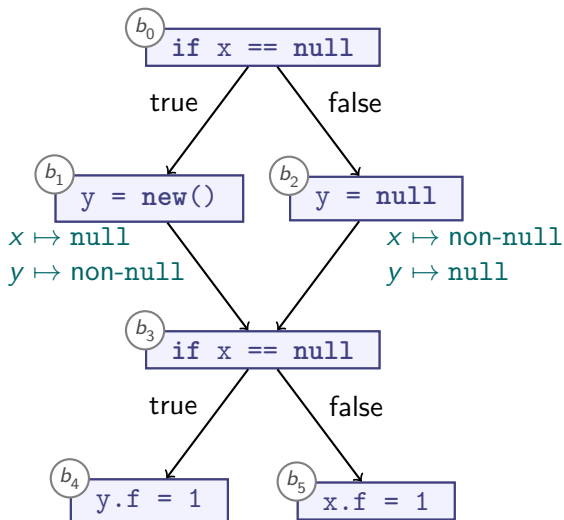 b0
if x == null
true
false
b1
y = new()
b2
y = null
x ↦ null
y ↦ non-null
x ↦ non-null
y ↦ null
b3
if x == null
true
false
b4
y.f = 1
b5
x.f = 1